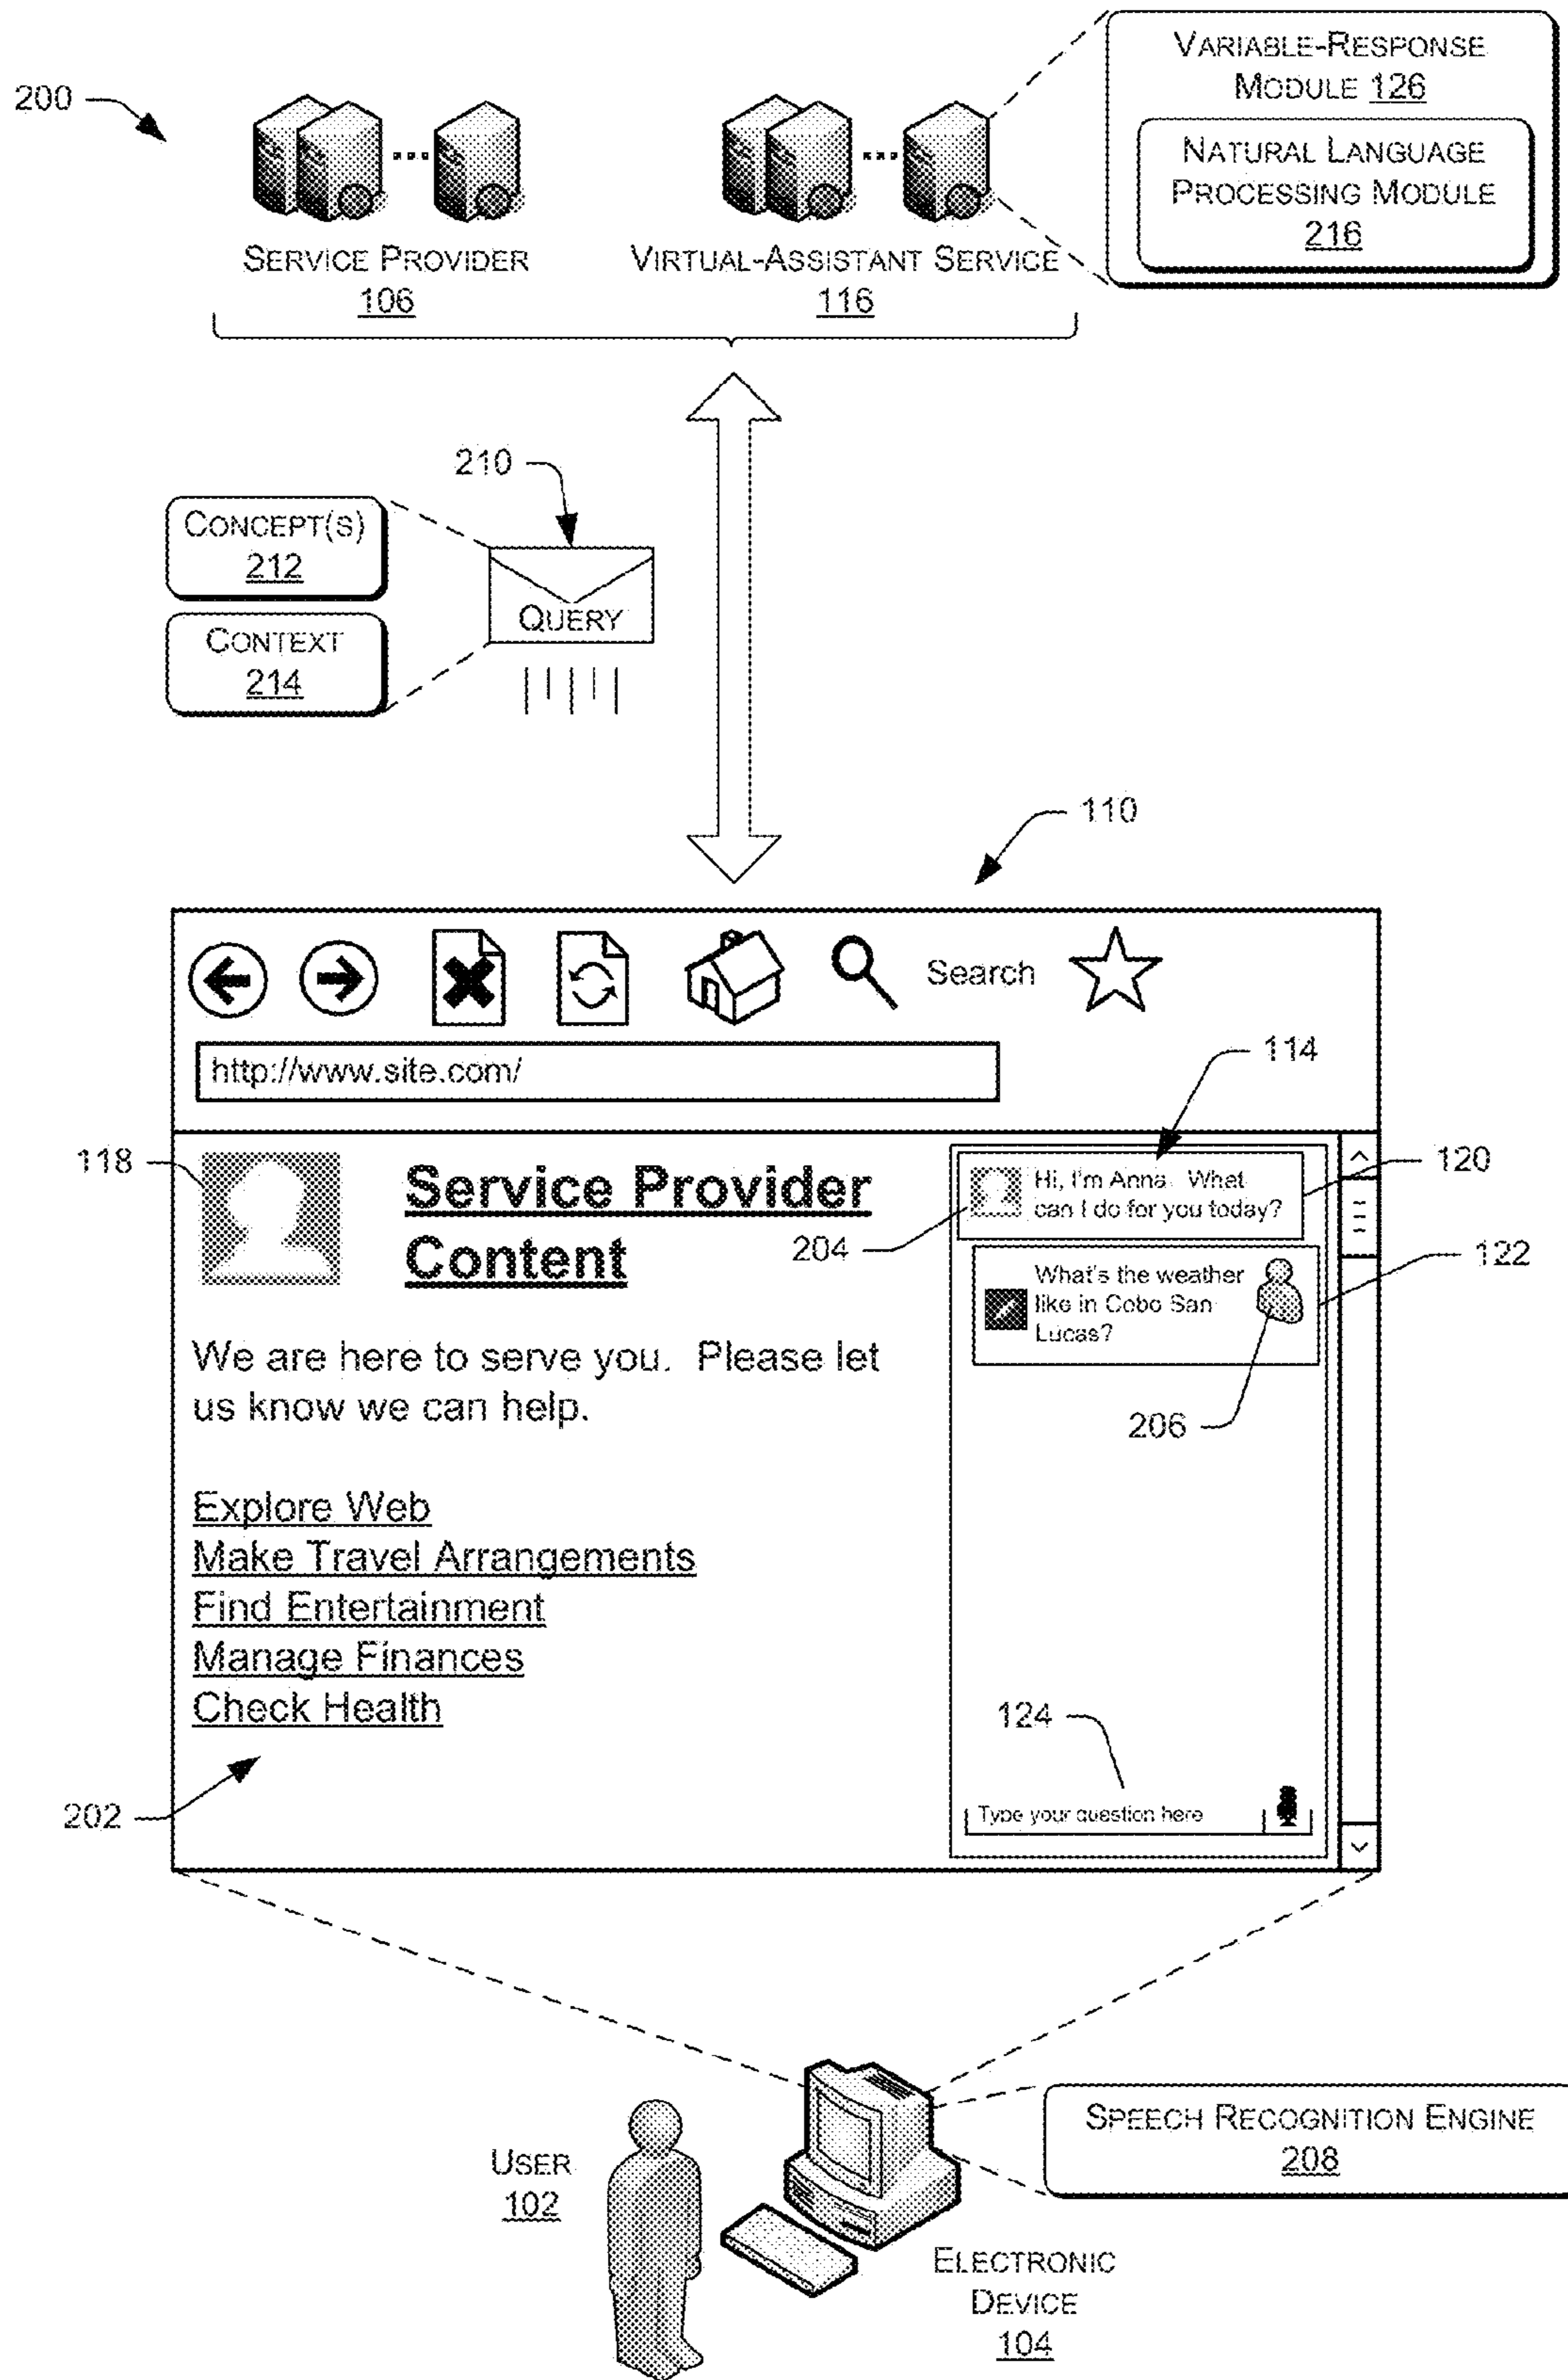 200
VARIABLE-RESPONSE
MODULE 126
NATURAL LANGUAGE
PROCESSING MODULE
216
SERVICE PROVIDER
106
VIRTUAL-ASSISTANT SERVICE
116
210
CONCEPT(S)
212
CONTEXT
214
QUERY
110
Search
http://www.site.com/
114
118
Service Provider
Content
Hi, I'm Anna. What
can I do for you today?
120
204
What's the weather
like in Cobo San
Lucas?
122
206
We are here to serve you. Please let
us know we can help.
Explore Web
Make Travel Arrangements
Find Entertainment
Manage Finances
Check Health
202
124
Type your question here
USER
102
ELECTRONIC
DEVICE
104
SPEECH RECOGNITION ENGINE
208